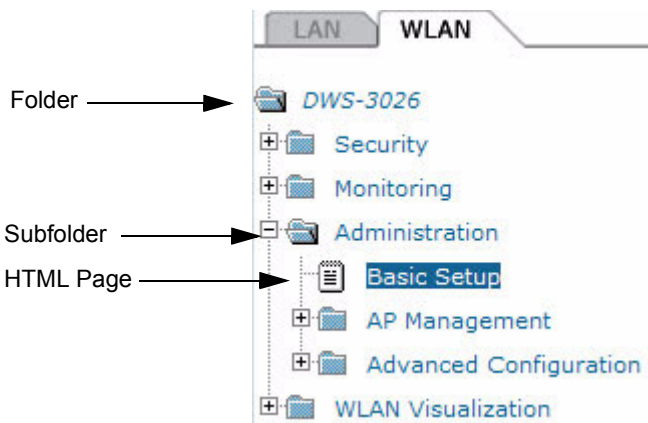 LAN WLAN
Folder DWS-3026
Security
Monitoring
Subfolder Administration
HTML Page Basic Setup
AP Management
Advanced Configuration
WLAN Visualization